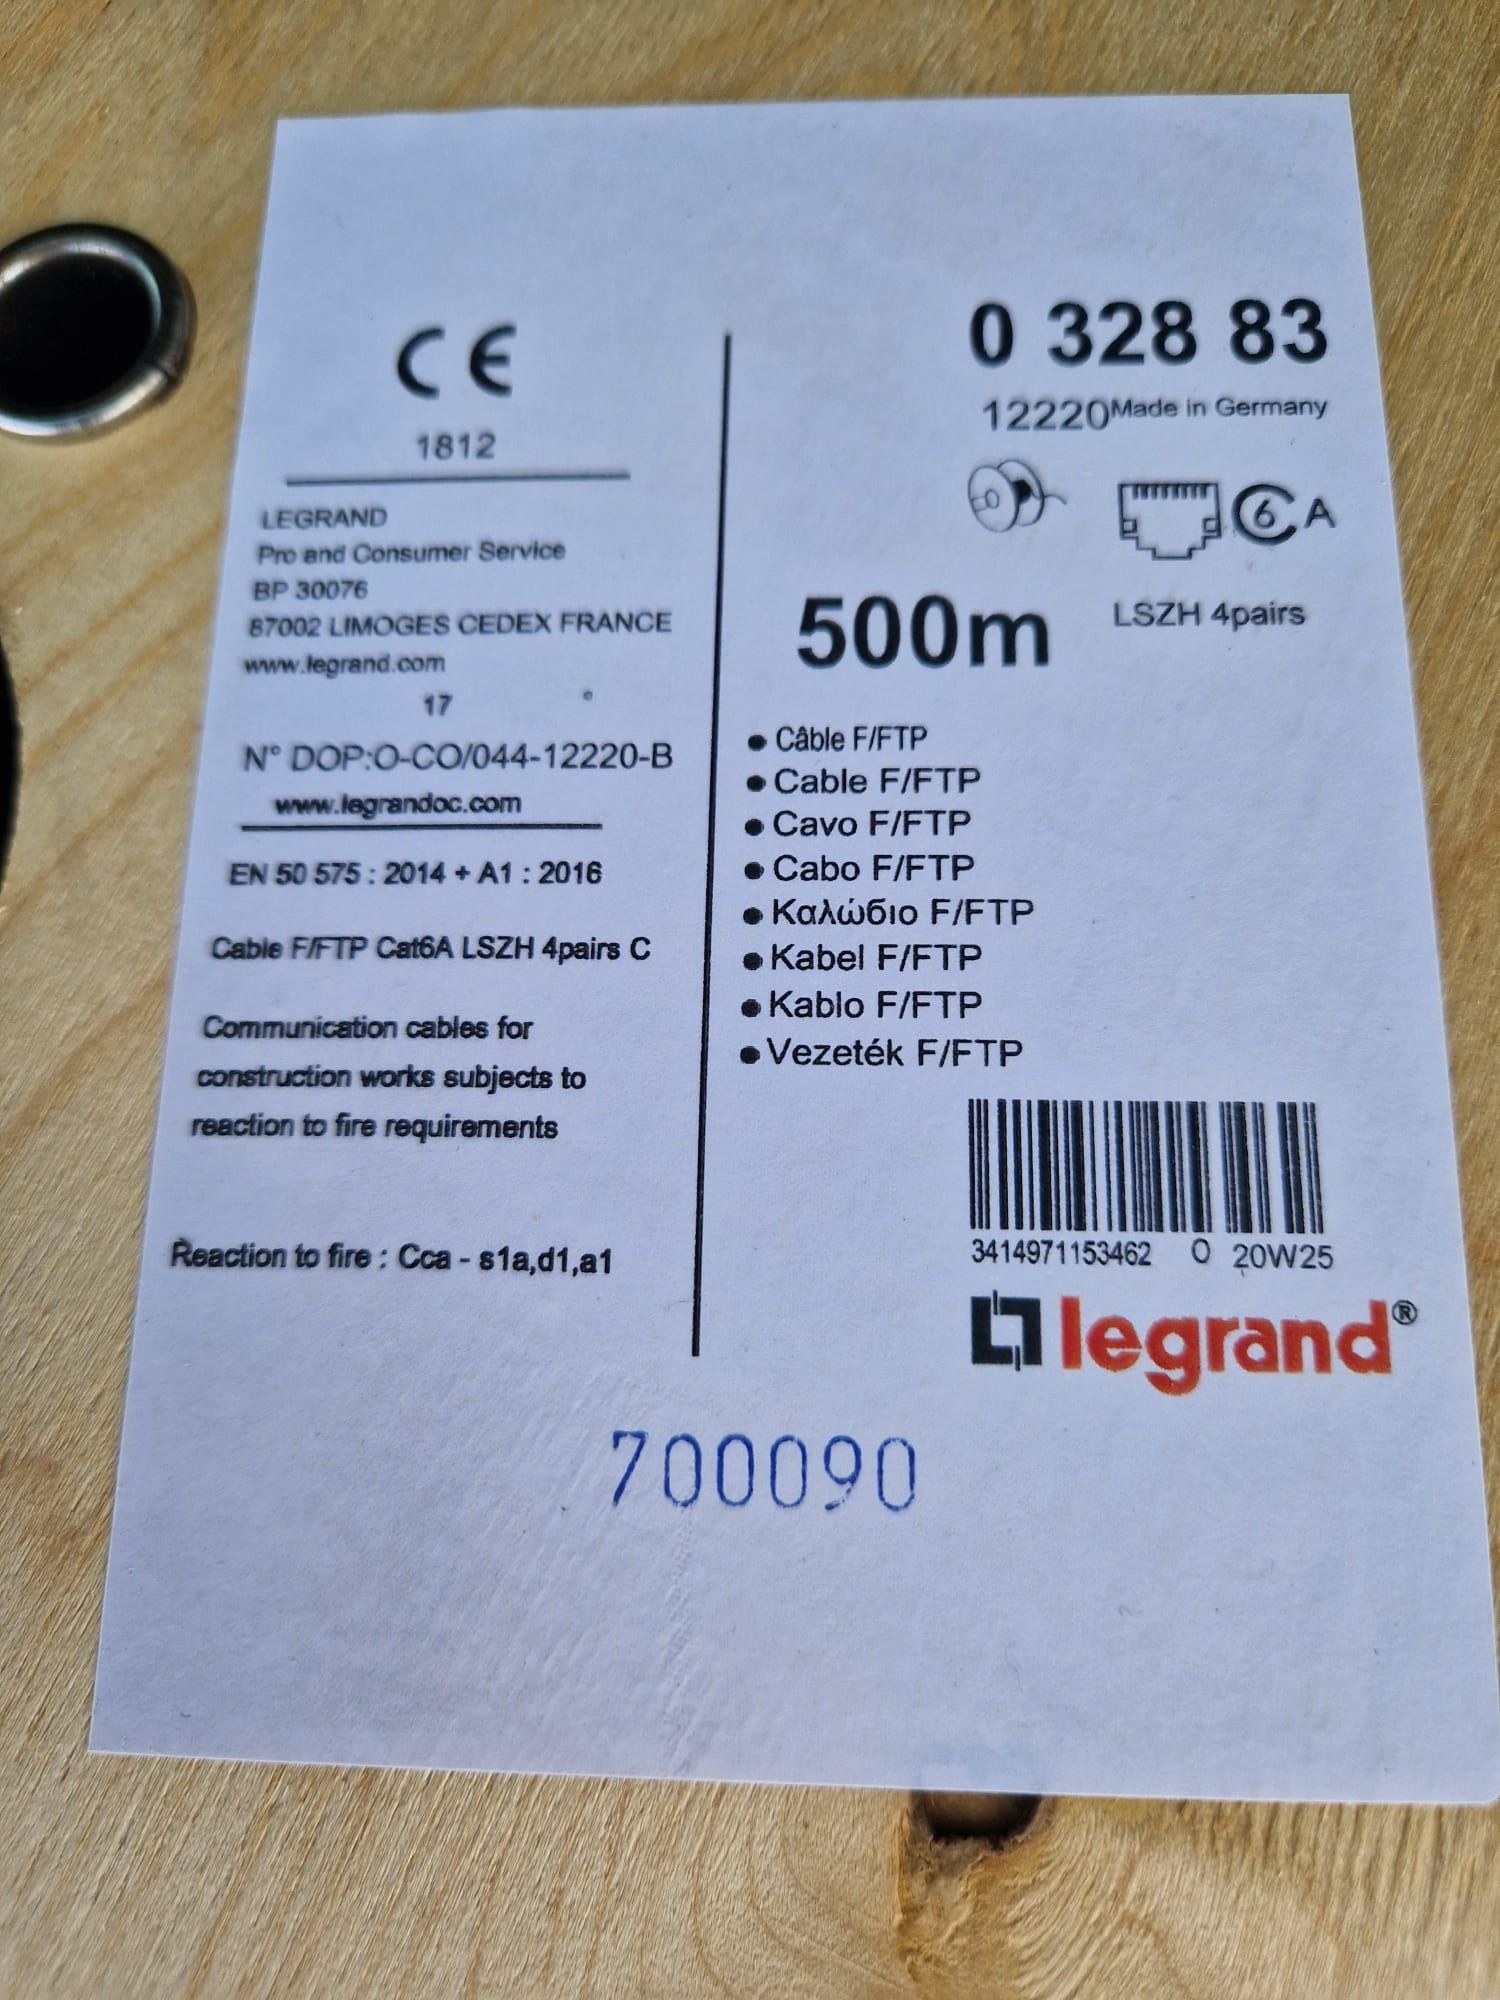 CE
1812
LEGRAND
Pro and Consumer Service
BP 30076
87002 LIMOGES CEDEX FRANCE
www.legrand.com
17
N° DOP:O-CO/044-12220-B
www.legrandoc.com
EN 50 575 : 2014 + A1 : 2016
Cable F/FTP Cat6A LSZH 4pairs C
Communication cables for
construction works subjects to
reaction to fire requirements
Reaction to fire : Cca - s1a,d1,a1
0 328 83
12220 Made in Germany
6 A
500m LSZH 4pairs
• Câble F/FTP
• Cable F/FTP
• Cavo F/FTP
• Cabo F/FTP
• Καλώδιο F/FTP
• Kabel F/FTP
• Kablo F/FTP
• Vezeték F/FTP
3414971153462 O 20W25
legrand®
700090